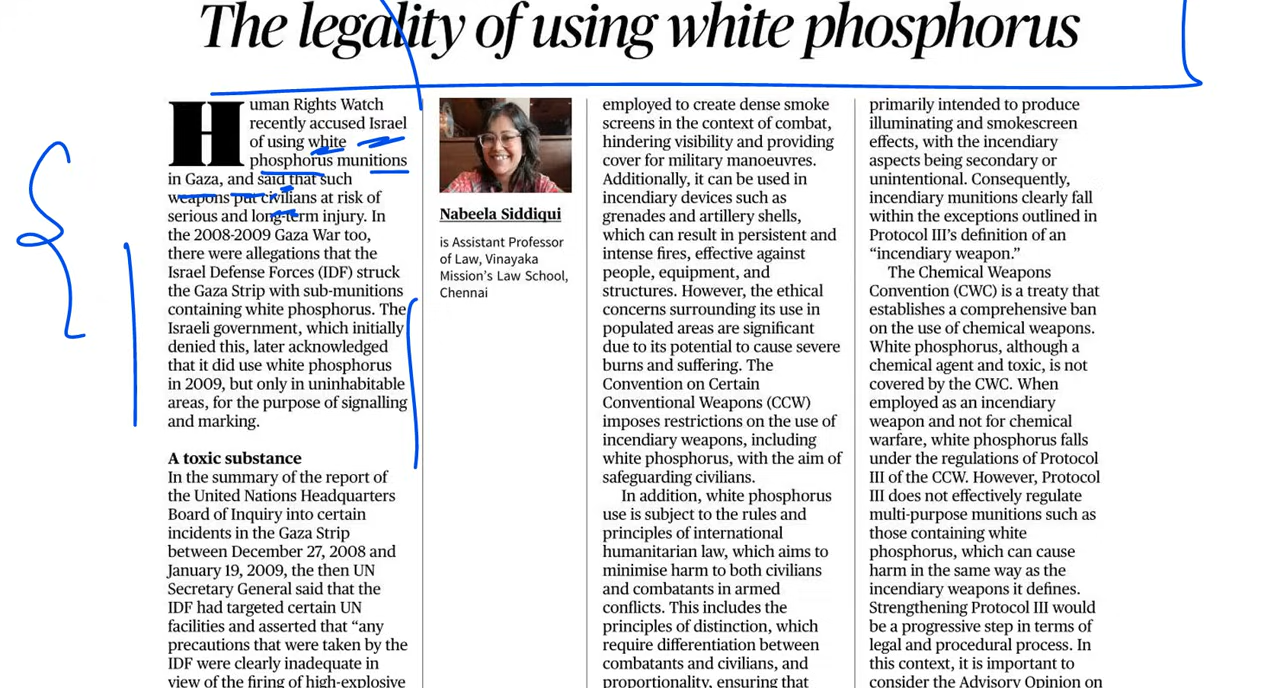 The legality of using white phosphorus
Human Rights Watch
recently accused Israel
of using white
phosphorus munitions
in Gaza, and said that such
weapons put civilians at risk of
serious and long-term injury. In
the 2008-2009 Gaza War too,
there were allegations that the
Israel Defense Forces (IDF) struck
the Gaza Strip with sub-munitions
containing white phosphorus. The
Israeli government, which initially
denied this, later acknowledged
that it did use white phosphorus
in 2009, but only in uninhabitable
areas, for the purpose of signalling
and marking.
A toxic substance
In the summary of the report of
the United Nations Headquarters
Board of Inquiry into certain
incidents in the Gaza Strip
between December 27, 2008 and
January 19, 2009, the then UN
Secretary General said that the
IDF had targeted certain UN
facilities and asserted that “any
precautions that were taken by the
IDF were clearly inadequate in
view of the firing of high-explosive
Nabeela Siddiqui
is Assistant Professor
of Law, Vinayaka
Mission’s Law School,
Chennai
employed to create dense smoke
screens in the context of combat,
hindering visibility and providing
cover for military manoeuvres.
Additionally, it can be used in
incendiary devices such as
grenades and artillery shells,
which can result in persistent and
intense fires, effective against
people, equipment, and
structures. However, the ethical
concerns surrounding its use in
populated areas are significant
due to its potential to cause severe
burns and suffering. The
Convention on Certain
Conventional Weapons (CCW)
imposes restrictions on the use of
incendiary weapons, including
white phosphorus, with the aim of
safeguarding civilians.
In addition, white phosphorus
use is subject to the rules and
principles of international
humanitarian law, which aims to
minimise harm to both civilians
and combatants in armed
conflicts. This includes the
principles of distinction, which
require differentiation between
combatants and civilians, and
proportionality, ensuring that
primarily intended to produce
illuminating and smokescreen
effects, with the incendiary
aspects being secondary or
unintentional. Consequently,
incendiary munitions clearly fall
within the exceptions outlined in
Protocol III’s definition of an
“incendiary weapon.”
The Chemical Weapons
Convention (CWC) is a treaty that
establishes a comprehensive ban
on the use of chemical weapons.
White phosphorus, although a
chemical agent and toxic, is not
covered by the CWC. When
employed as an incendiary
weapon and not for chemical
warfare, white phosphorus falls
under the regulations of Protocol
III of the CCW. However, Protocol
III does not effectively regulate
multi-purpose munitions such as
those containing white
phosphorus, which can cause
harm in the same way as the
incendiary weapons it defines.
Strengthening Protocol III would
be a progressive step in terms of
legal and procedural process. In
this context, it is important to
consider the Advisory Opinion on